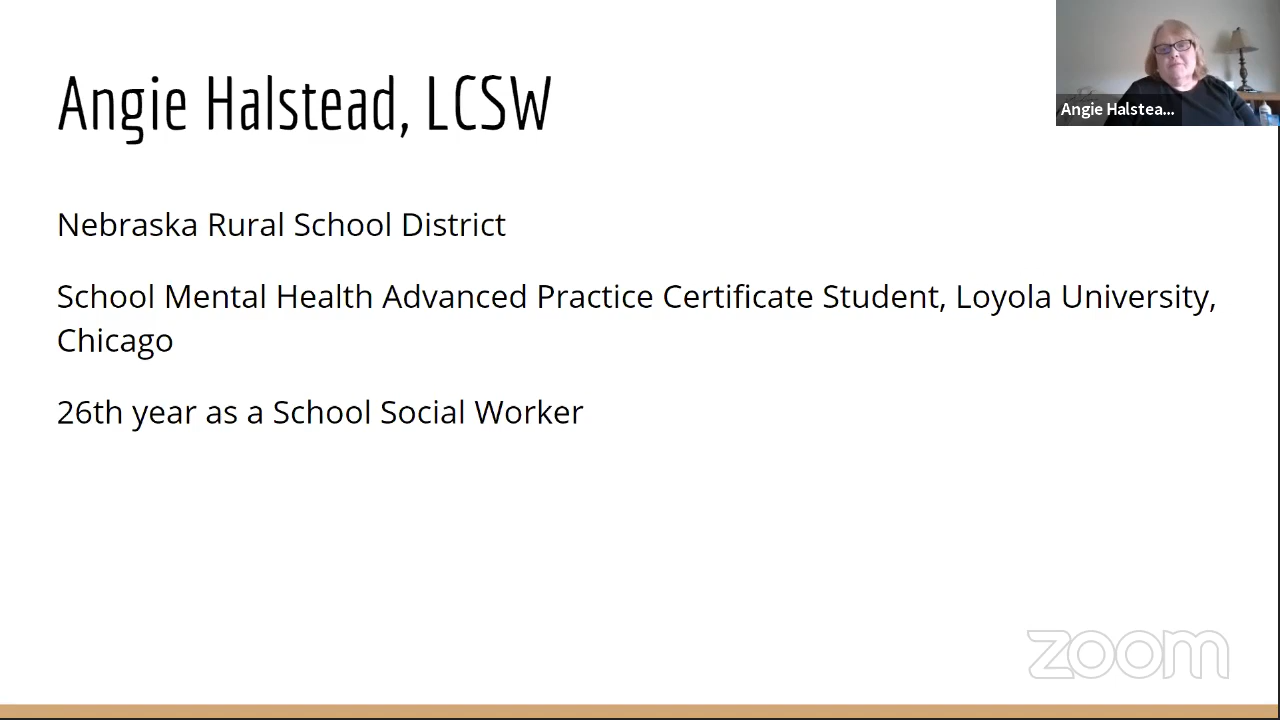 Angie Halstead, LCSW
Angie Halstea...
Nebraska Rural School District
School Mental Health Advanced Practice Certificate Student, Loyola University,
Chicago
26th year as a School Social Worker
zoom